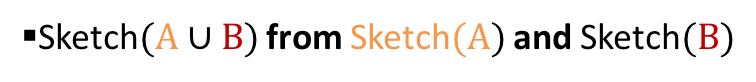 ▪Sketch(A ∪ B) from Sketch(A) and Sketch(B)